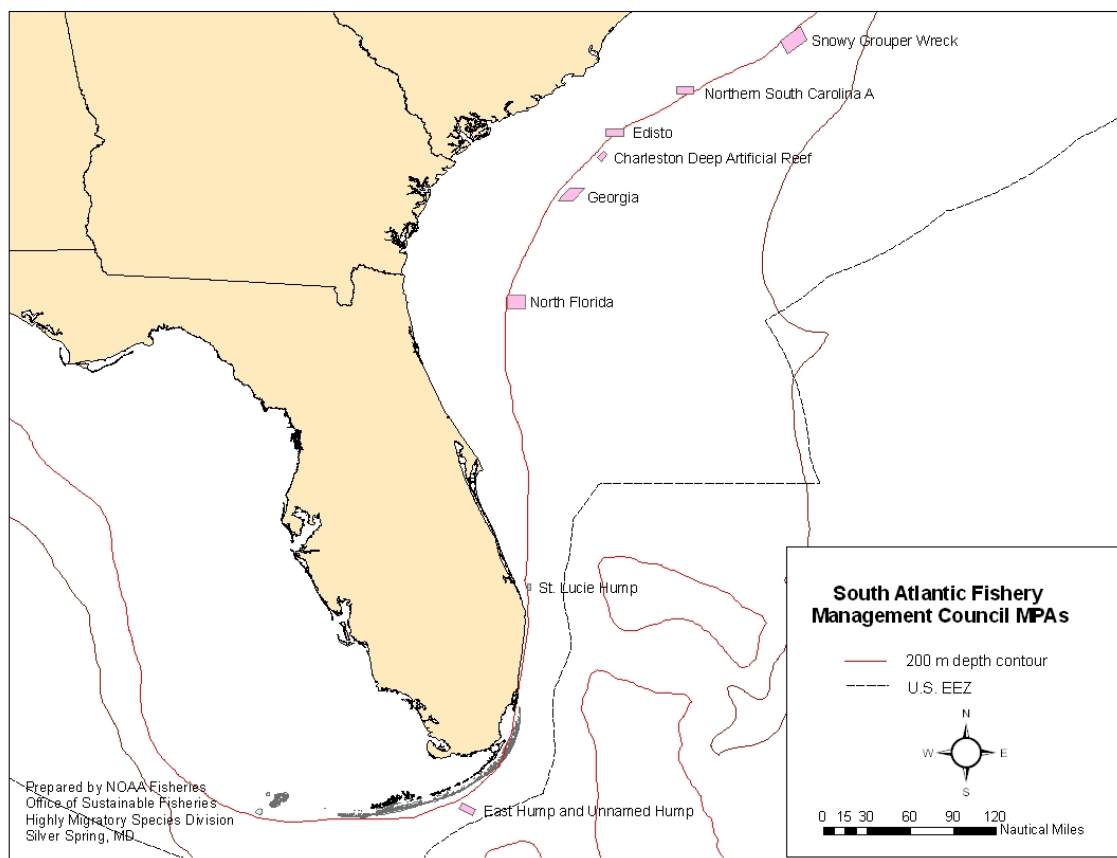 Snowy Grouper Wreck
Northern South Carolina A
Edisto
Charleston Deep Artificial Reef
Georgia
North Florida
St. Lucie Hump
East Hump and Unnamed Hump
Prepared by NOAA Fisheries
Office of Sustainable Fisheries
Highly Migratory Species Division
Silver Spring, MD
South Atlantic Fishery
Management Council MPAs
200 m depth contour
U.S. EEZ
N
W E
S
0 15 30 60 90 120
Nautical Miles